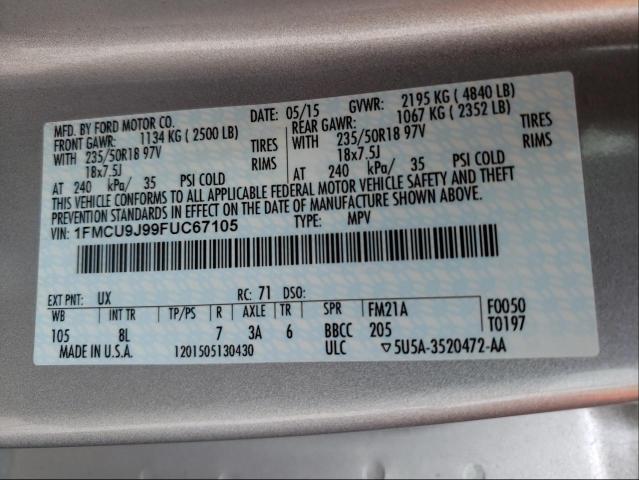 MFD. BY FORD MOTOR CO. DATE: 05/15 GVWR: 2195 KG ( 4840 LB)
FRONT GAWR: 1134 KG ( 2500 LB) REAR GAWR: 1067 KG ( 2352 LB)
WITH 235/50R18 97V TIRES WITH 235/50R18 97V TIRES
18x7.5J RIMS 18x7.5J RIMS
AT 240 kPa/ 35 PSI COLD AT 240 kPa/ 35 PSI COLD
THIS VEHICLE CONFORMS TO ALL APPLICABLE FEDERAL MOTOR VEHICLE SAFETY AND THEFT
PREVENTION STANDARDS IN EFFECT ON THE DATE OF MANUFACTURE SHOWN ABOVE.
VIN: 1FMCU9J99FUC67105 TYPE: MPV
EXT PNT: UX RC: 71 DSO:
WB INT TR TP/PS R AXLE TR SPR FM21A F0050
105 8L 7 3A 6 BBCC 205 T0197
MADE IN U.S.A. 1201505130430 ULC ▽5U5A-3520472-AA